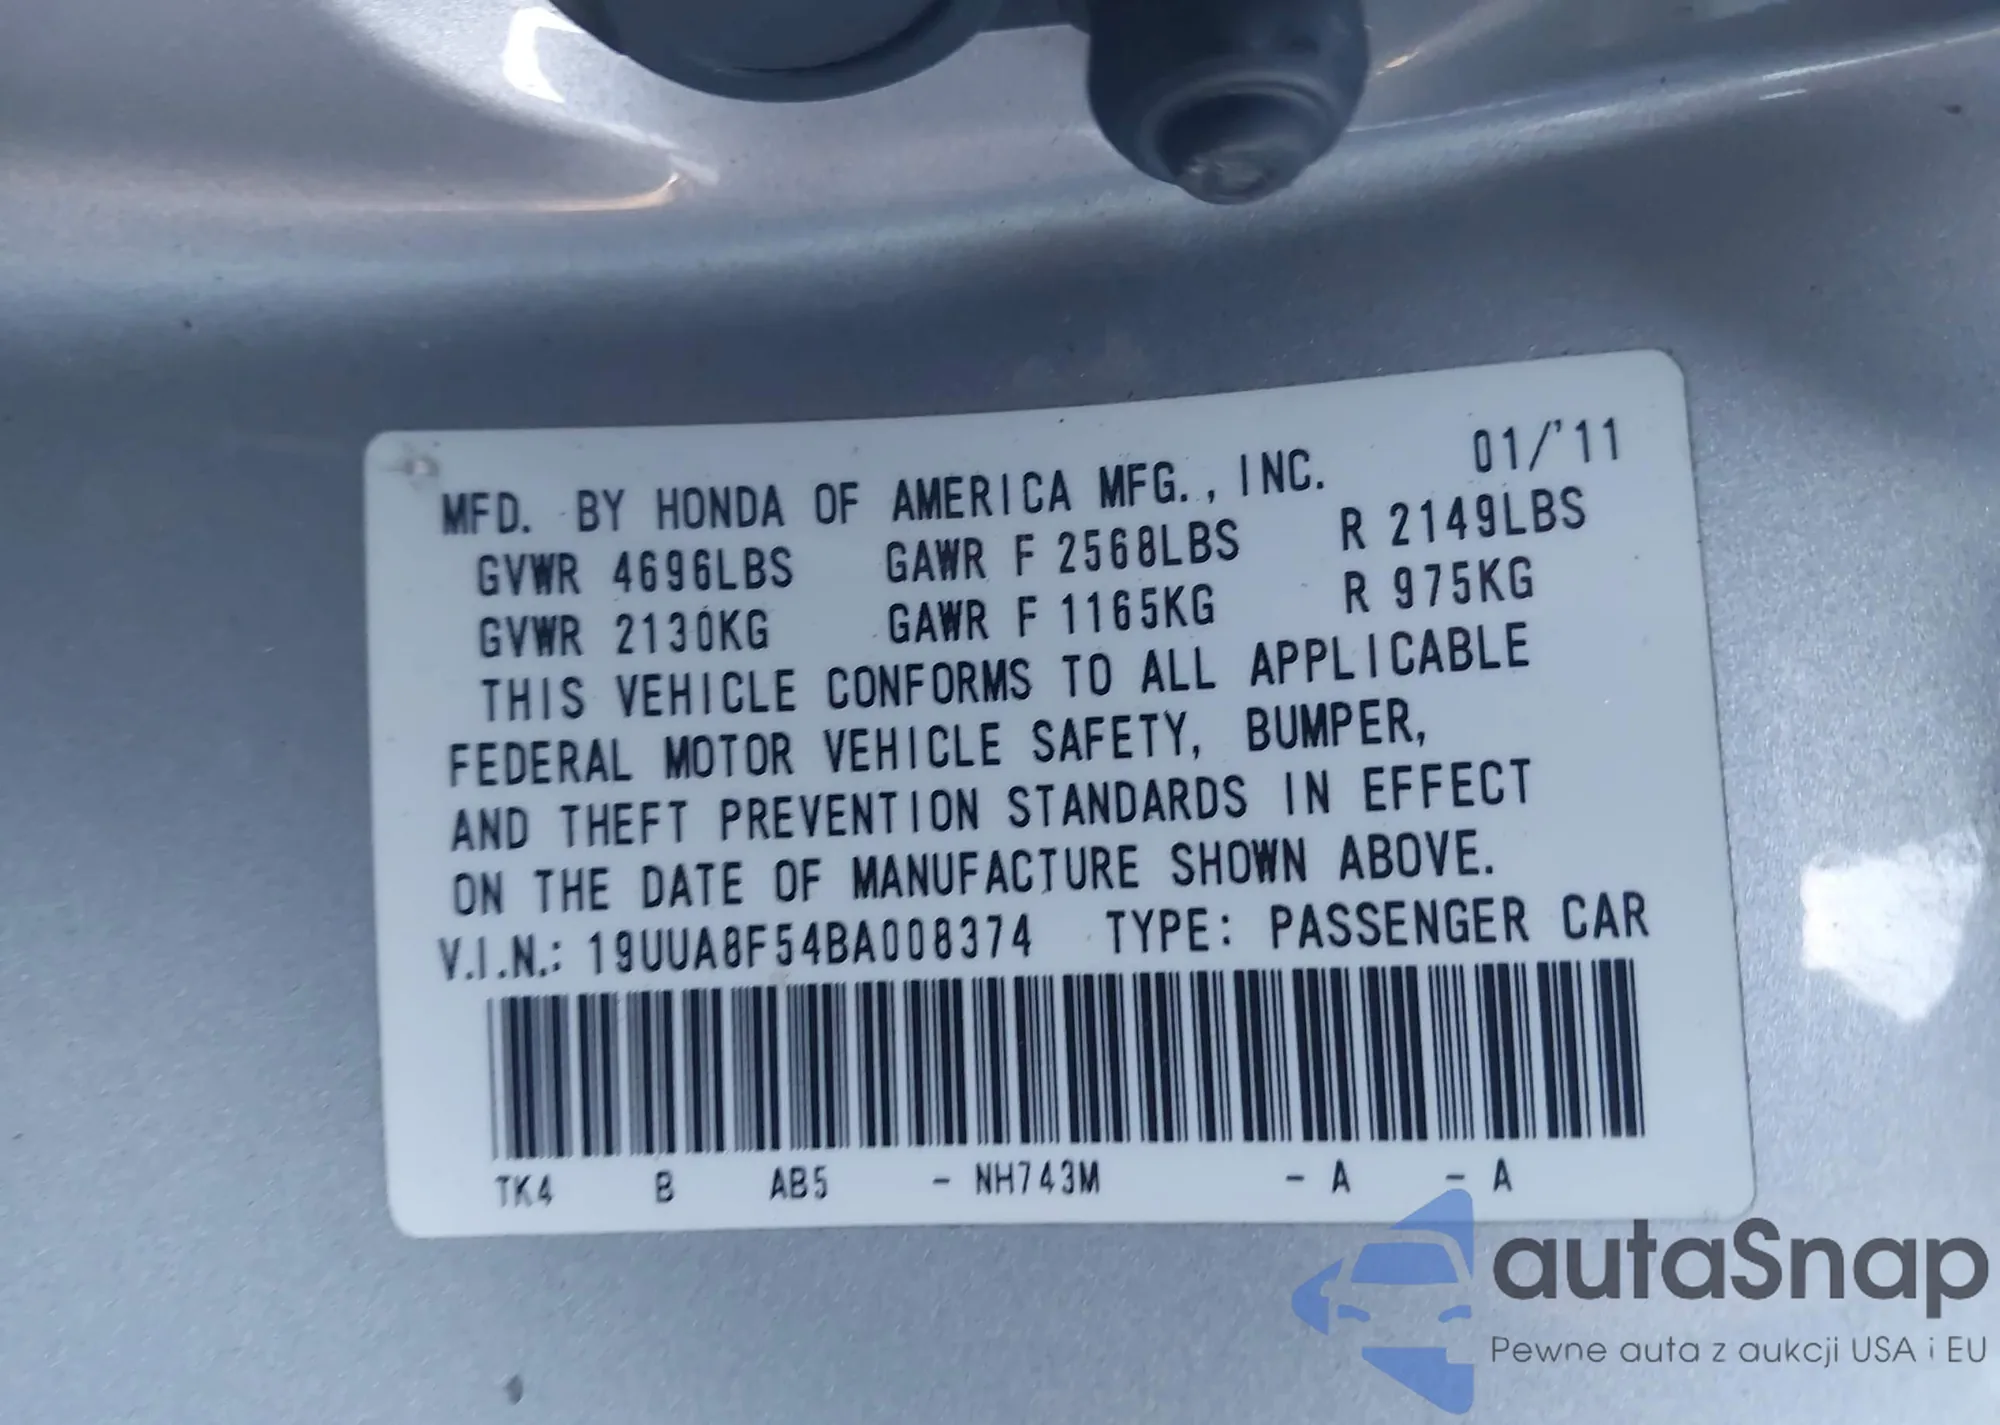 MFD. BY HONDA OF AMERICA MFG., INC. 01/'11
GVWR 4696LBS GAWR F 2568LBS R 2149LBS
GVWR 2130KG GAWR F 1165KG R 975KG
THIS VEHICLE CONFORMS TO ALL APPLICABLE
FEDERAL MOTOR VEHICLE SAFETY, BUMPER,
AND THEFT PREVENTION STANDARDS IN EFFECT
ON THE DATE OF MANUFACTURE SHOWN ABOVE.
V.I.N.: 19UUA8F54BA008374 TYPE: PASSENGER CAR
TK4 B AB5 - NH743M - A - A
autaSnap
Pewne auta z aukcji USA i EU